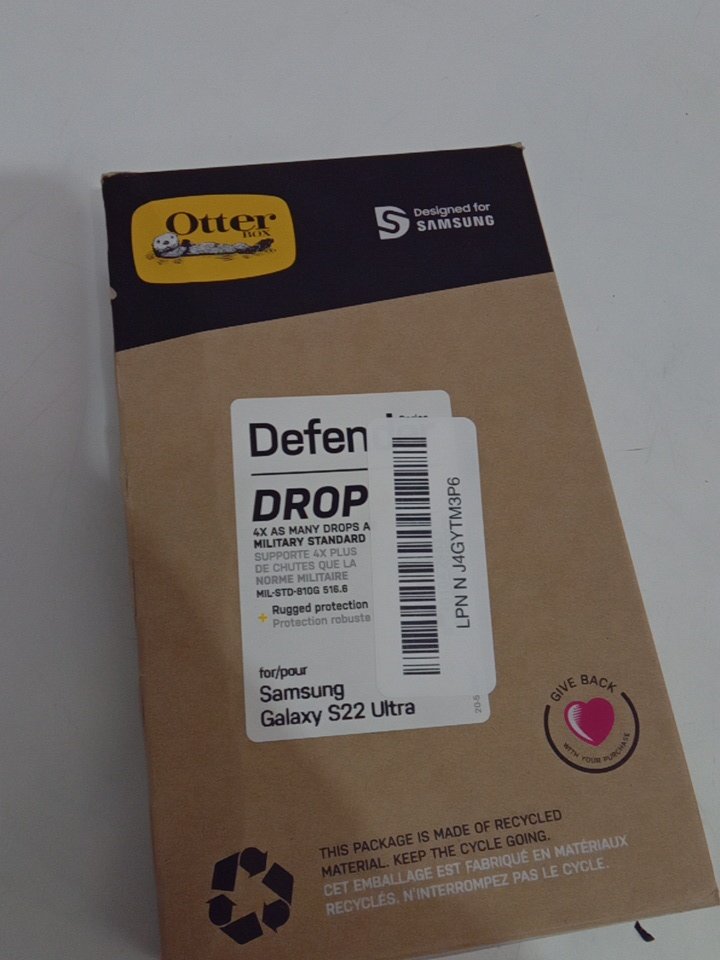 Otter
BOX
Designed for
SAMSUNG
Defen
DROP
4X AS MANY DROPS A
MILITARY STANDARD
SUPPORTE 4X PLUS
DE CHUTES QUE LA
NORME MILITAIRE
MIL-STD-810G 516.6
+ Rugged protection
Protection robuste
for/pour
Samsung
Galaxy S22 Ultra
LPN N J4GYTM3P6
GIVE BACK
WITH YOUR PURCHASE
THIS PACKAGE IS MADE OF RECYCLED
MATERIAL. KEEP THE CYCLE GOING.
CET EMBALLAGE EST FABRIQUÉ EN MATÉRIAUX
RECYCLÉS. N'INTERROMPEZ PAS LE CYCLE.